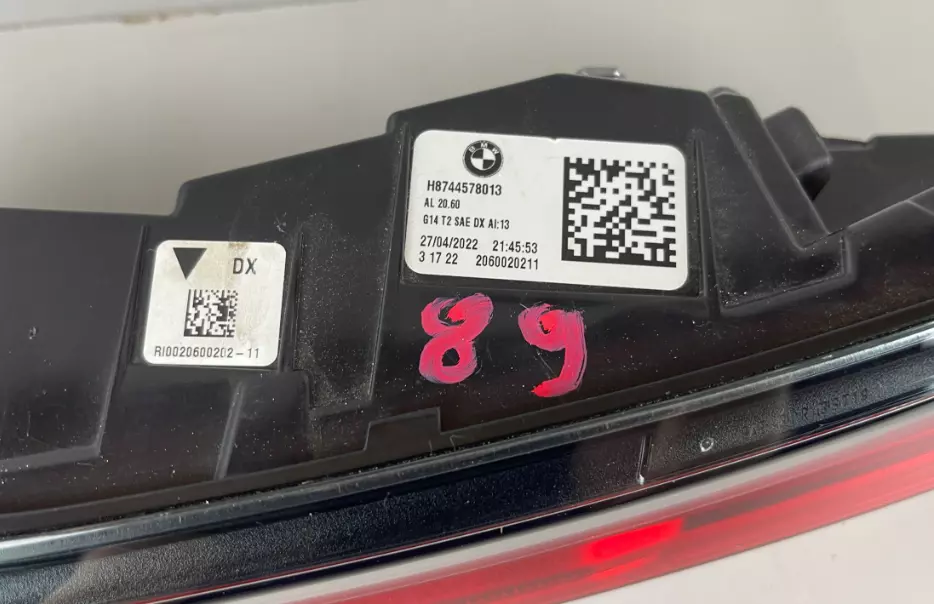 BMW
H8744578013
AL 20.60
G14 T2 SAE DX AI:13
27/04/2022 21:45:53
3 17 22 2060020211
DX
RI0020600202-11
89